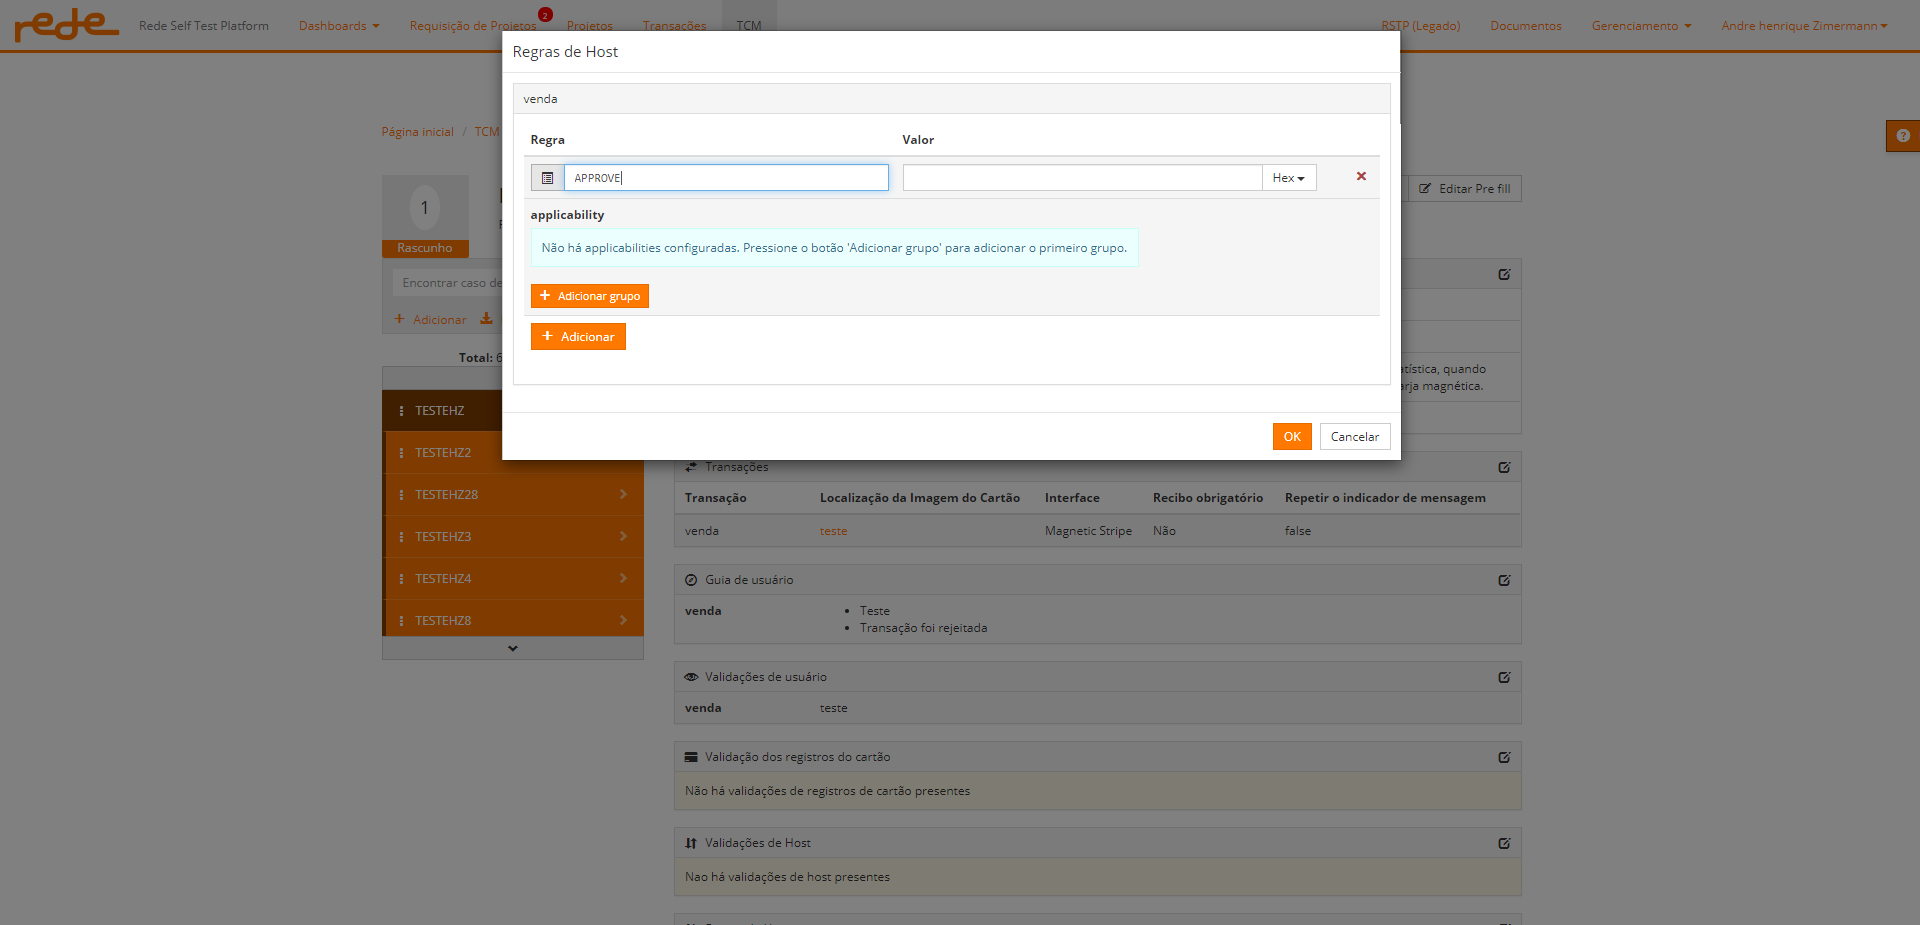 rede Rede Self Test Platform Dashboards Requisição de Projetos 2 Projetos Transações TCM RSTP (Legado) Documentos Gerenciamento Andre henrique Zimermann
Regras de Host
venda
Página inicial / TCM
Regra Valor
APPROVE Hex
1
Editar Pre fill
applicability
Rascunho
Não há applicabilities configuradas. Pressione o botão 'Adicionar grupo' para adicionar o primeiro grupo.
Encontrar caso de
Adicionar grupo
Adicionar
Adicionar
Total: 6
quando
magnética.
TESTEHZ
OK Cancelar
TESTEHZ2
TESTEHZ28
TESTEHZ3
TESTEHZ4
TESTEHZ8
Transações
Transação Localização da Imagem do Cartão Interface Recibo obrigatório Repetir o indicador de mensagem
venda teste Magnetic Stripe Não false
Guia de usuário
venda
Teste
Transação foi rejeitada
Validações de usuário
venda teste
Validação dos registros do cartão
Não há validações de registros de cartão presentes
Validações de Host
Nao há validações de host presentes